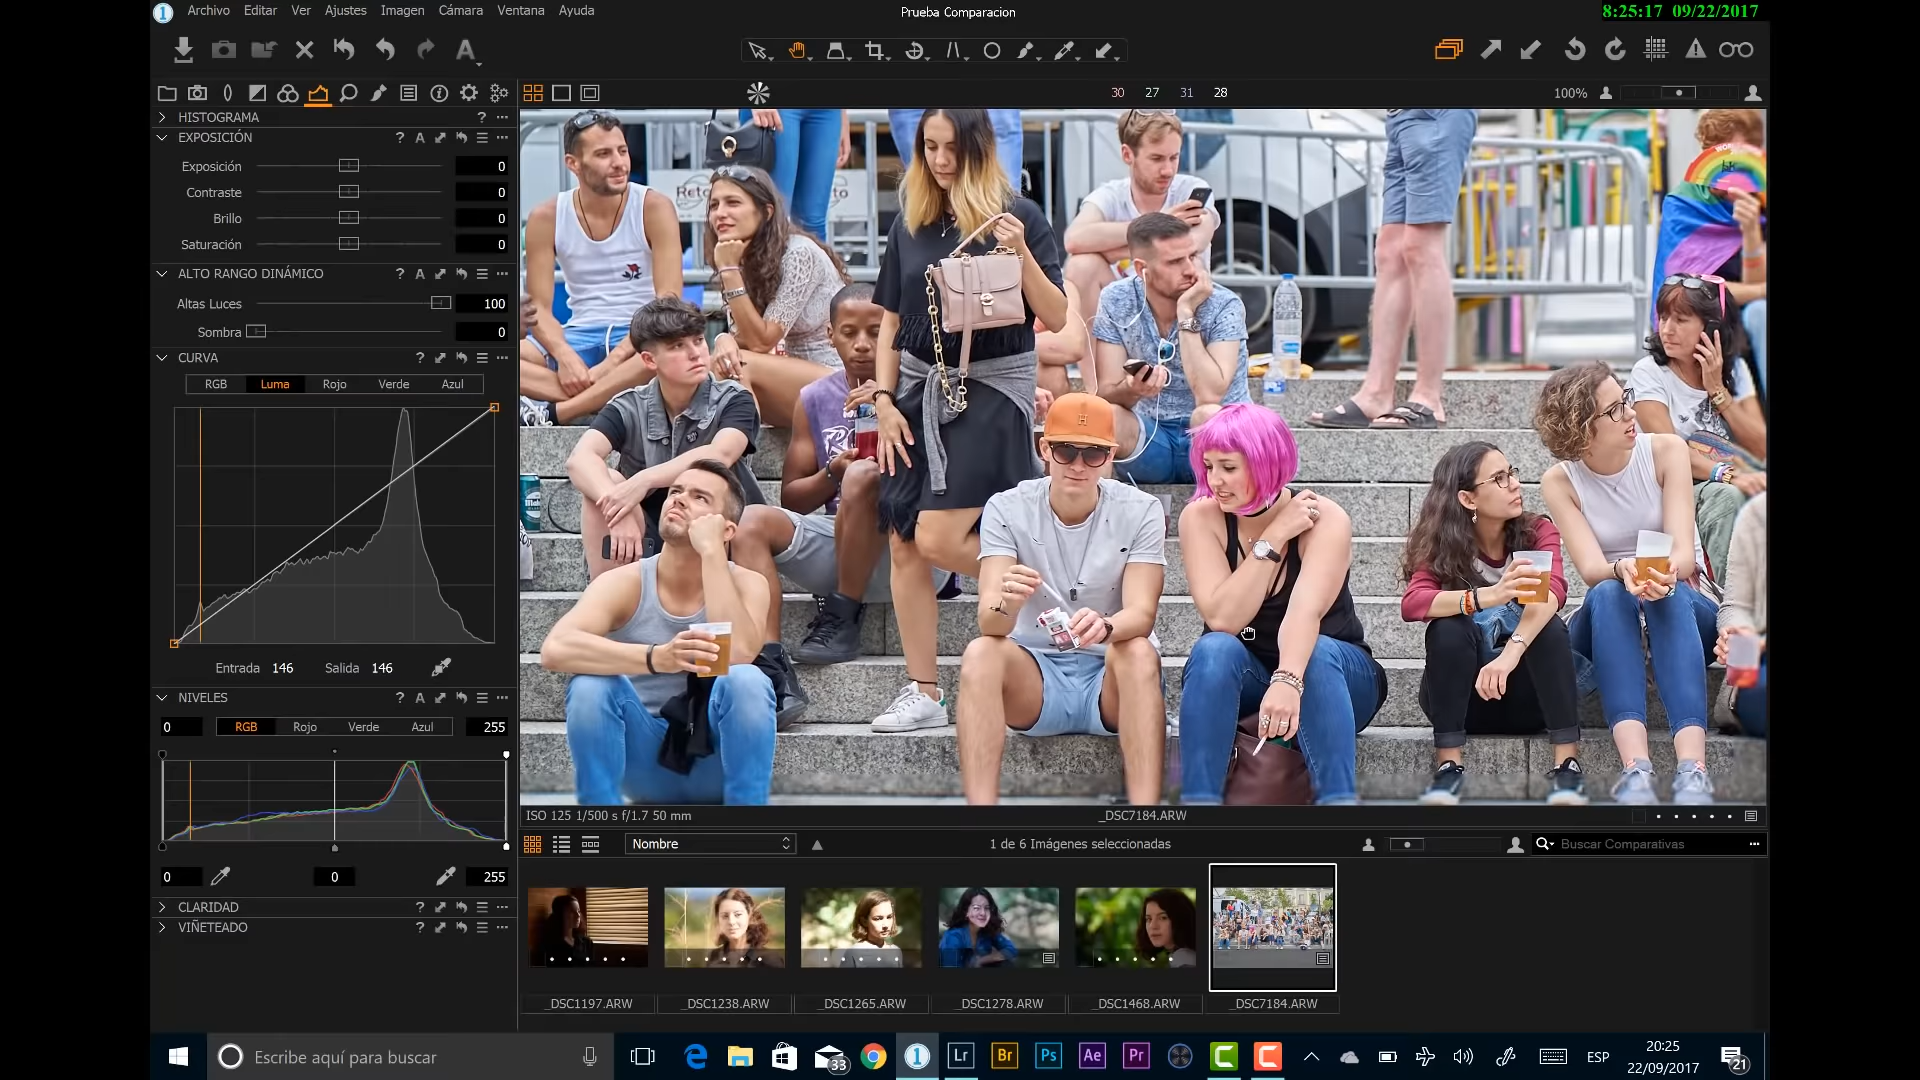 Archivo Editar Ver Ajustes Imagen Cámara Ventana Ayuda
Prueba Comparacion
8:25:17 09/22/2017
30 27 31 28
100%
HISTOGRAMA
EXPOSICIÓN
Exposición 0
Contraste 0
Brillo 0
Saturación 0
ALTO RANGO DINÁMICO
Altas Luces 100
Sombra 0
CURVA
RGB Luma Rojo Verde Azul
Entrada 146 Salida 146
NIVELES
0 RGB Rojo Verde Azul 255
0 0 255
CLARIDAD
VIÑETEADO
H
ISO 125 1/500 s f/1.7 50 mm
_DSC7184.ARW
Nombre
1 de 6 Imágenes seleccionadas
Buscar Comparativas
_DSC1197.ARW
_DSC1238.ARW
_DSC1265.ARW
_DSC1278.ARW
_DSC1468.ARW
_DSC7184.ARW
Escribe aquí para buscar
33
1
Lr
Br
Ps
Ae
Pr
ESP
20:25
22/09/2017
21